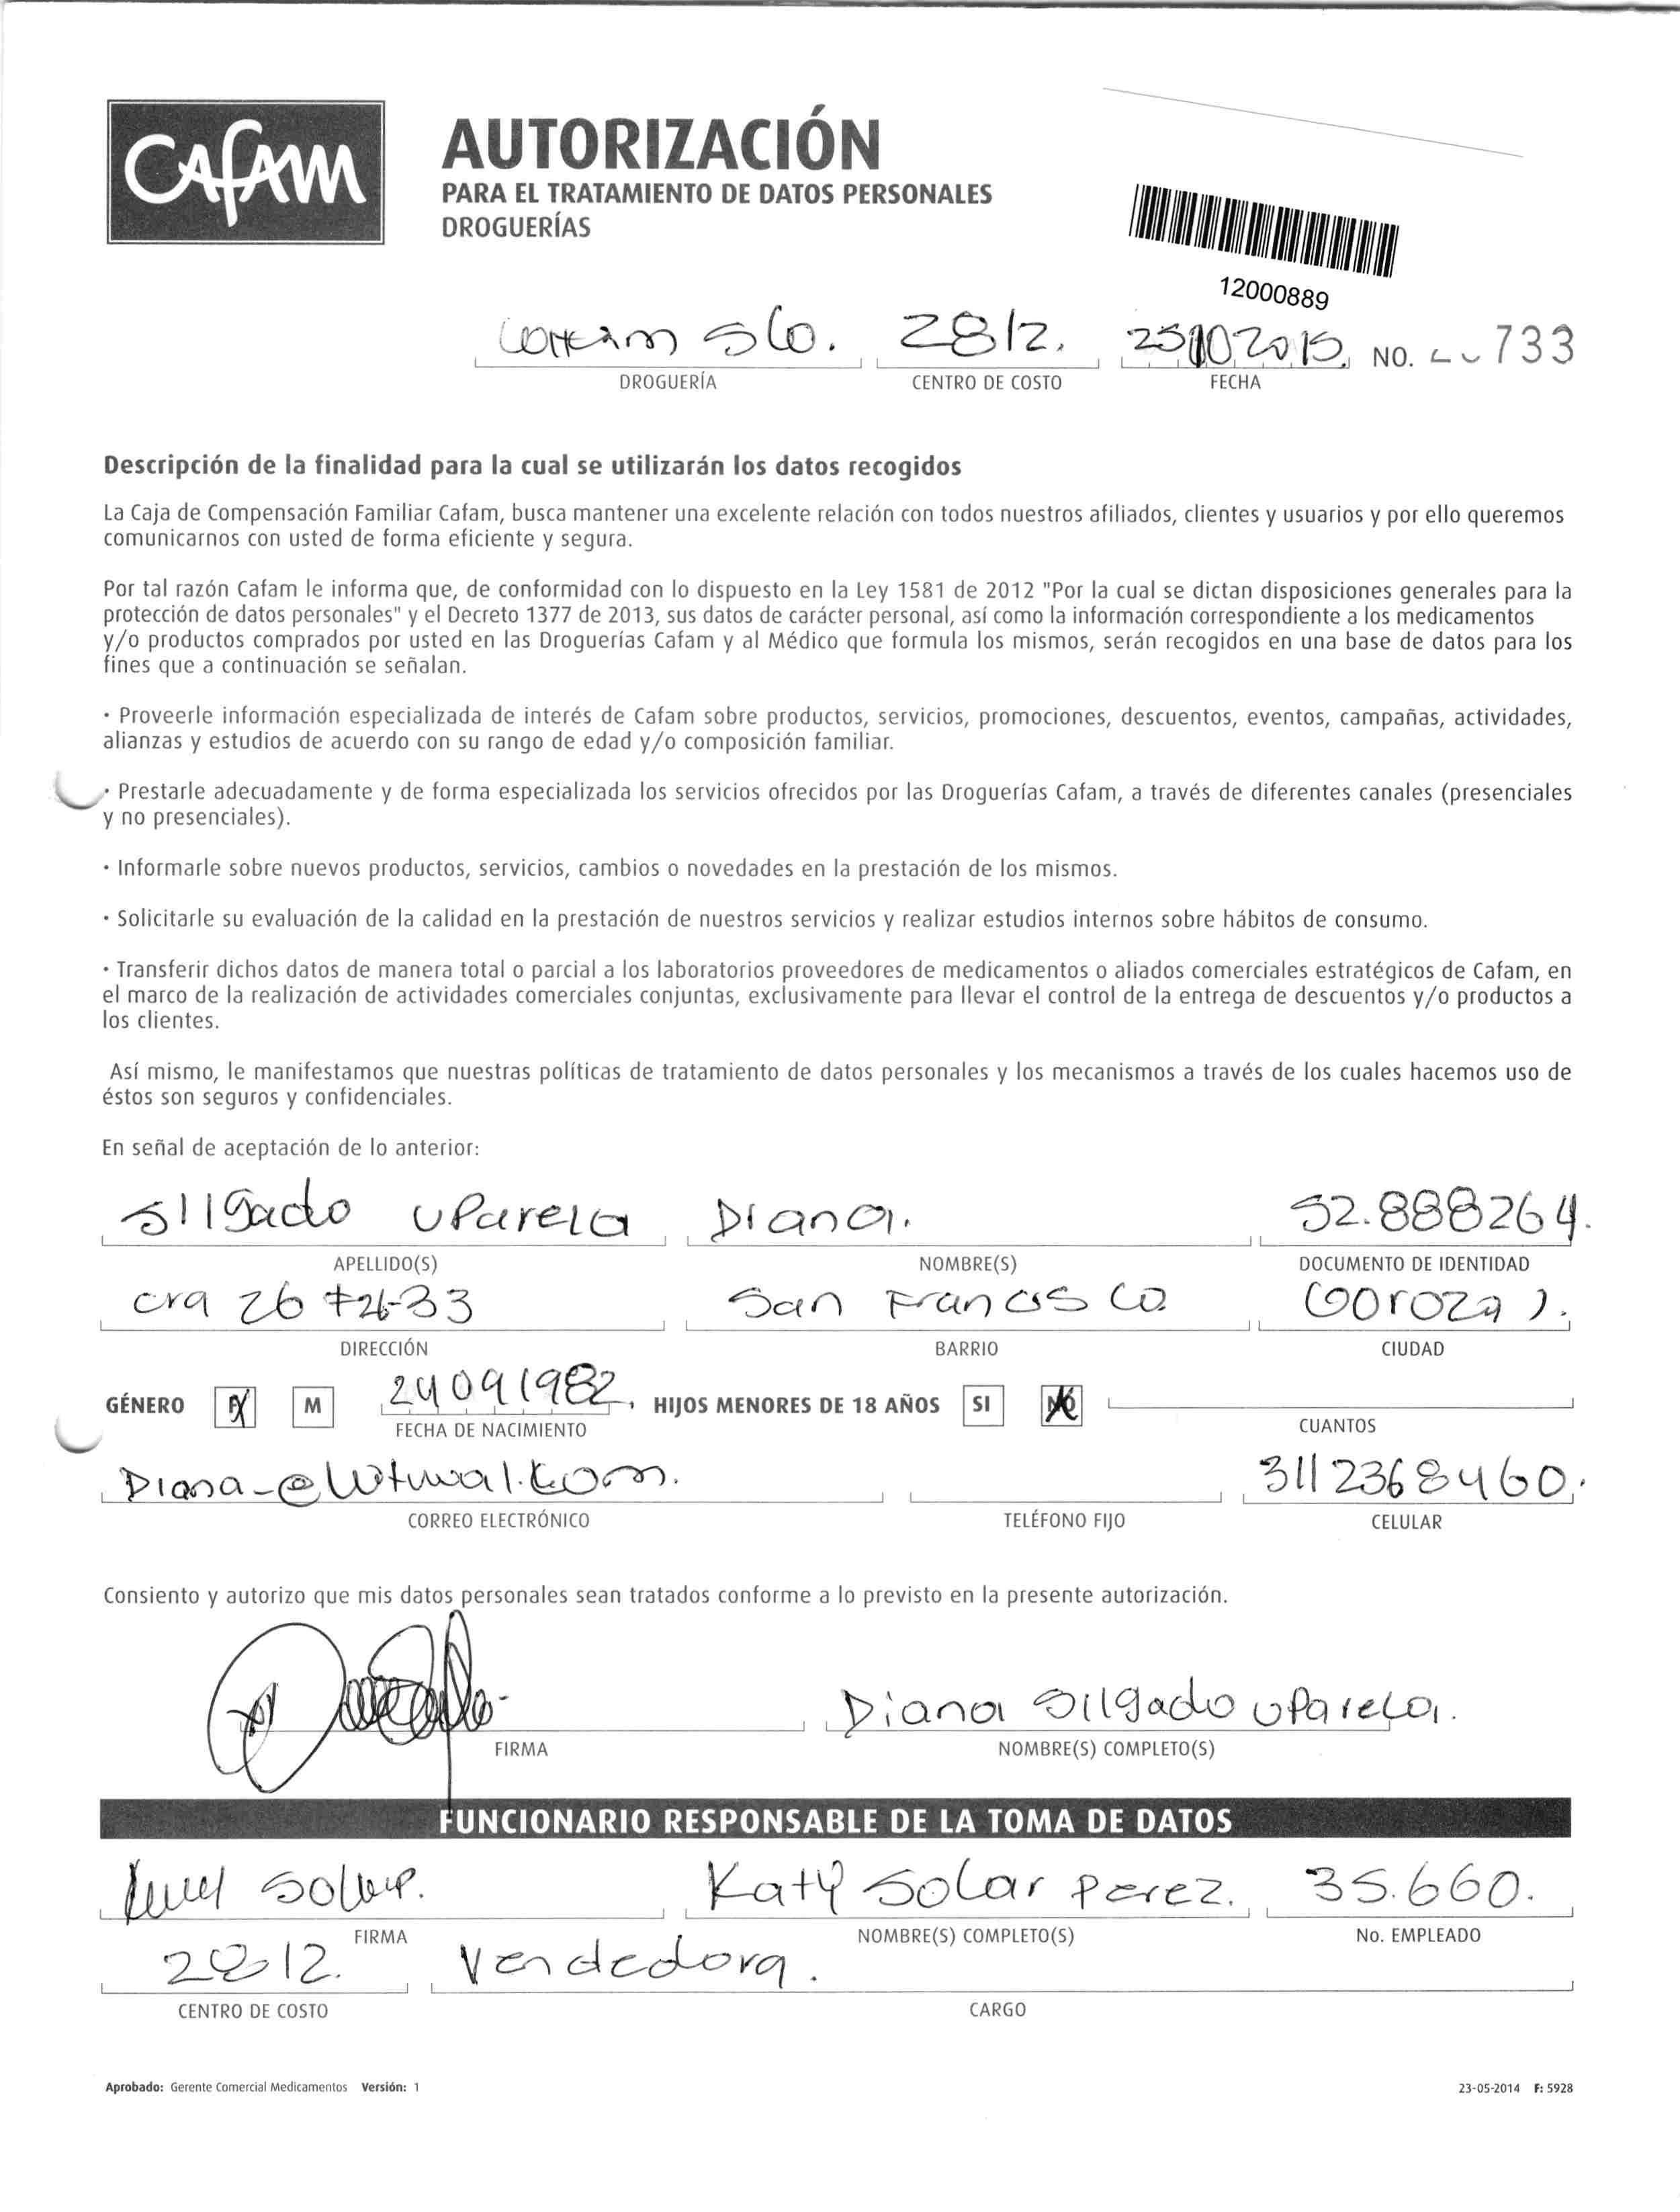 CAFAM
AUTORIZACIÓN
PARA EL TRATAMIENTO DE DATOS PERSONALES
DROGUERÍAS
12000889
2812. 25102015. NO. 733
DROGUERÍA CENTRO DE COSTO FECHA
Descripción de la finalidad para la cual se utilizarán los datos recogidos
La Caja de Compensación Familiar Cafam, busca mantener una excelente relación con todos nuestros afiliados, clientes y usuarios y por ello queremos
comunicarnos con usted de forma eficiente y segura.
Por tal razón Cafam le informa que, de conformidad con lo dispuesto en la Ley 1581 de 2012 "Por la cual se dictan disposiciones generales para la
protección de datos personales" y el Decreto 1377 de 2013, sus datos de carácter personal, así como la información correspondiente a los medicamentos
y/o productos comprados por usted en las Droguerías Cafam y al Médico que formula los mismos, serán recogidos en una base de datos para los
fines que a continuación se señalan.
· Proveerle información especializada de interés de Cafam sobre productos, servicios, promociones, descuentos, eventos, campañas, actividades,
alianzas y estudios de acuerdo con su rango de edad y/o composición familiar.
· Prestarle adecuadamente y de forma especializada los servicios ofrecidos por las Droguerías Cafam, a través de diferentes canales (presenciales
y no presenciales).
· Informarle sobre nuevos productos, servicios, cambios o novedades en la prestación de los mismos.
· Solicitarle su evaluación de la calidad en la prestación de nuestros servicios y realizar estudios internos sobre hábitos de consumo.
· Transferir dichos datos de manera total o parcial a los laboratorios proveedores de medicamentos o aliados comerciales estratégicos de Cafam, en
el marco de la realización de actividades comerciales conjuntas, exclusivamente para llevar el control de la entrega de descuentos y/o productos a
los clientes.
Así mismo, le manifestamos que nuestras políticas de tratamiento de datos personales y los mecanismos a través de los cuales hacemos uso de
éstos son seguros y confidenciales.
En señal de aceptación de lo anterior:
Silgado Uparela Diana. 52.888264.
APELLIDO(S) NOMBRE(S) DOCUMENTO DE IDENTIDAD
cra 26 San Francisco Corozal.
DIRECCIÓN BARRIO CIUDAD
GÉNERO F M 24091982. HIJOS MENORES DE 18 AÑOS SI NO
FECHA DE NACIMIENTO CUANTOS
3112368460.
CORREO ELECTRÓNICO TELÉFONO FIJO CELULAR
Consiento y autorizo que mis datos personales sean tratados conforme a lo previsto en la presente autorización.
Diana Silgado Uparela.
FIRMA NOMBRE(S) COMPLETO(S)
FUNCIONARIO RESPONSABLE DE LA TOMA DE DATOS
Katy Solar Perez. 35.660.
FIRMA NOMBRE(S) COMPLETO(S) No. EMPLEADO
2812. Vendedora.
CENTRO DE COSTO CARGO
Aprobado: Gerente Comercial Medicamentos Versión: 1 23-05-2014 F: 5928